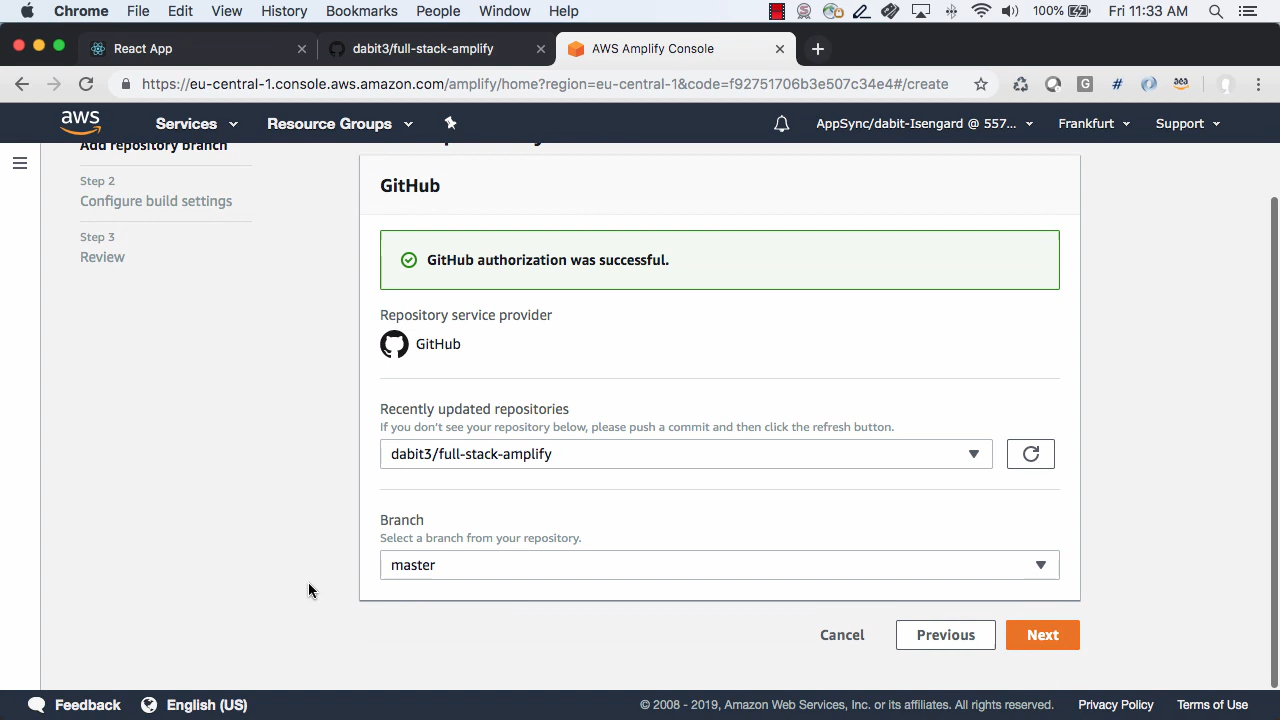 Chrome File Edit View History Bookmarks People Window Help 100% Fri 11:33 AM
React App dabit3/full-stack-amplify AWS Amplify Console
https://eu-central-1.console.aws.amazon.com/amplify/home?region=eu-central-1&code=f92751706b3e507c34e4#/create
aws Services Resource Groups AppSync/dabit-Isengard @ 557... Frankfurt Support
Add repository branch
Step 2
Configure build settings
Step 3
Review
GitHub
GitHub authorization was successful.
Repository service provider
GitHub
Recently updated repositories
If you don't see your repository below, please push a commit and then click the refresh button.
dabit3/full-stack-amplify
Branch
Select a branch from your repository.
master
Cancel Previous Next
Feedback English (US) © 2008 - 2019, Amazon Web Services, Inc. or its affiliates. All rights reserved. Privacy Policy Terms of Use